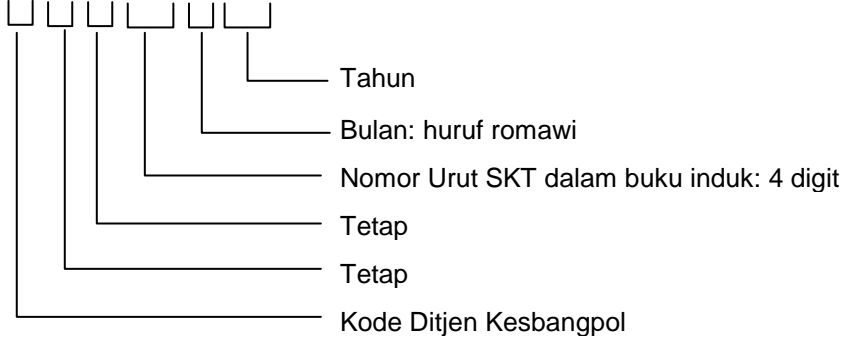 Tahun
Bulan: huruf romawi
Nomor Urut SKT dalam buku induk: 4 digit
Tetap
Tetap
Kode Ditjen Kesbangpol